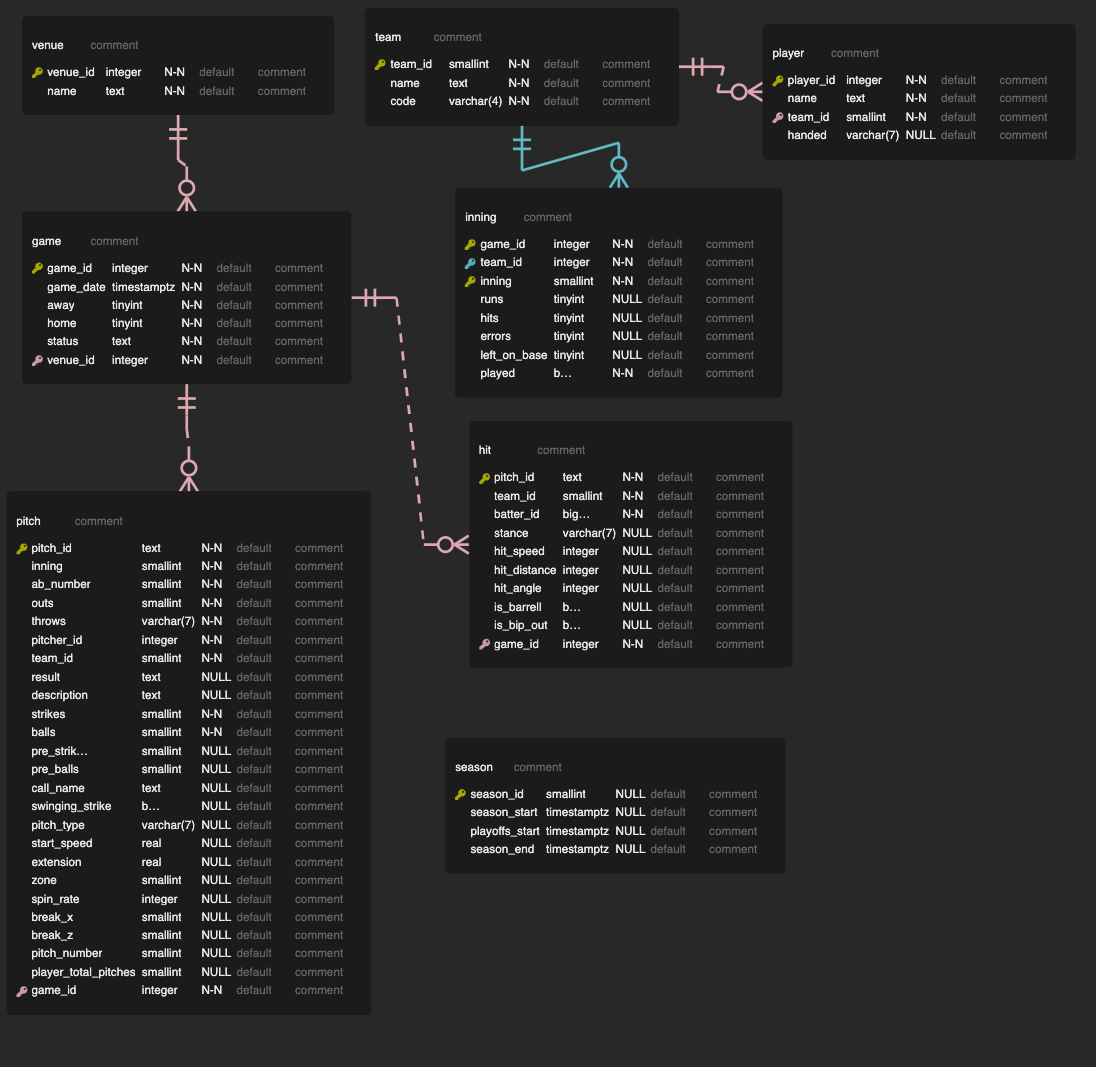 venue comment
venue_id integer N-N default comment
name text N-N default comment
team comment
team_id smallint N-N default comment
name text N-N default comment
code varchar(4) N-N default comment
player comment
player_id integer N-N default comment
name text N-N default comment
team_id smallint N-N default comment
handed varchar(7) NULL default comment
game comment
game_id integer N-N default comment
game_date timestamptz N-N default comment
away tinyint N-N default comment
home tinyint N-N default comment
status text N-N default comment
venue_id integer N-N default comment
inning comment
game_id integer N-N default comment
team_id integer N-N default comment
inning smallint N-N default comment
runs tinyint NULL default comment
hits tinyint NULL default comment
errors tinyint NULL default comment
left_on_base tinyint NULL default comment
played b... N-N default comment
hit comment
pitch_id text N-N default comment
team_id smallint N-N default comment
batter_id big... N-N default comment
stance varchar(7) NULL default comment
hit_speed integer NULL default comment
hit_distance integer NULL default comment
hit_angle integer NULL default comment
is_barrell b... NULL default comment
is_bip_out b... NULL default comment
game_id integer N-N default comment
pitch comment
pitch_id text N-N default comment
inning smallint N-N default comment
ab_number smallint N-N default comment
outs smallint N-N default comment
throws varchar(7) N-N default comment
pitcher_id integer N-N default comment
team_id smallint N-N default comment
result text NULL default comment
description text NULL default comment
strikes smallint N-N default comment
balls smallint N-N default comment
pre_strik... smallint NULL default comment
pre_balls smallint NULL default comment
call_name text NULL default comment
swinging_strike b... NULL default comment
pitch_type varchar(7) NULL default comment
start_speed real NULL default comment
extension real NULL default comment
zone smallint NULL default comment
spin_rate integer NULL default comment
break_x smallint NULL default comment
break_z smallint NULL default comment
pitch_number smallint NULL default comment
player_total_pitches smallint NULL default comment
game_id integer N-N default comment
season comment
season_id smallint NULL default comment
season_start timestamptz NULL default comment
playoffs_start timestamptz NULL default comment
season_end timestamptz NULL default comment